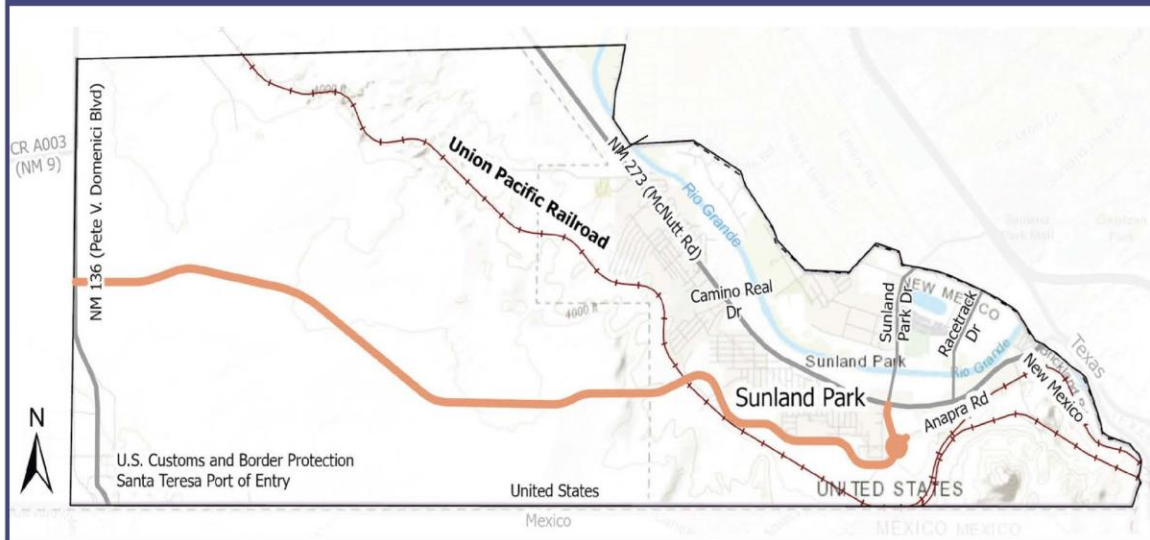 CR A003
(NM 9)
NM 136 (Pete V. Domenici Blvd)
4000 ft
Union Pacific Railroad
NM 273 (McNutt Rd)
Rio Grande
Camino Real
Dr
4000 ft
Sunland
Park Dr
NEW MEXICO
Racetrack
Dr
Sunland Park
Rio Grande
Texas
New Mexico
Sunland Park
Anapra Rd
N
U.S. Customs and Border Protection
Santa Teresa Port of Entry
United States
UNITED STATES
Mexico
MEXICO MEXICO